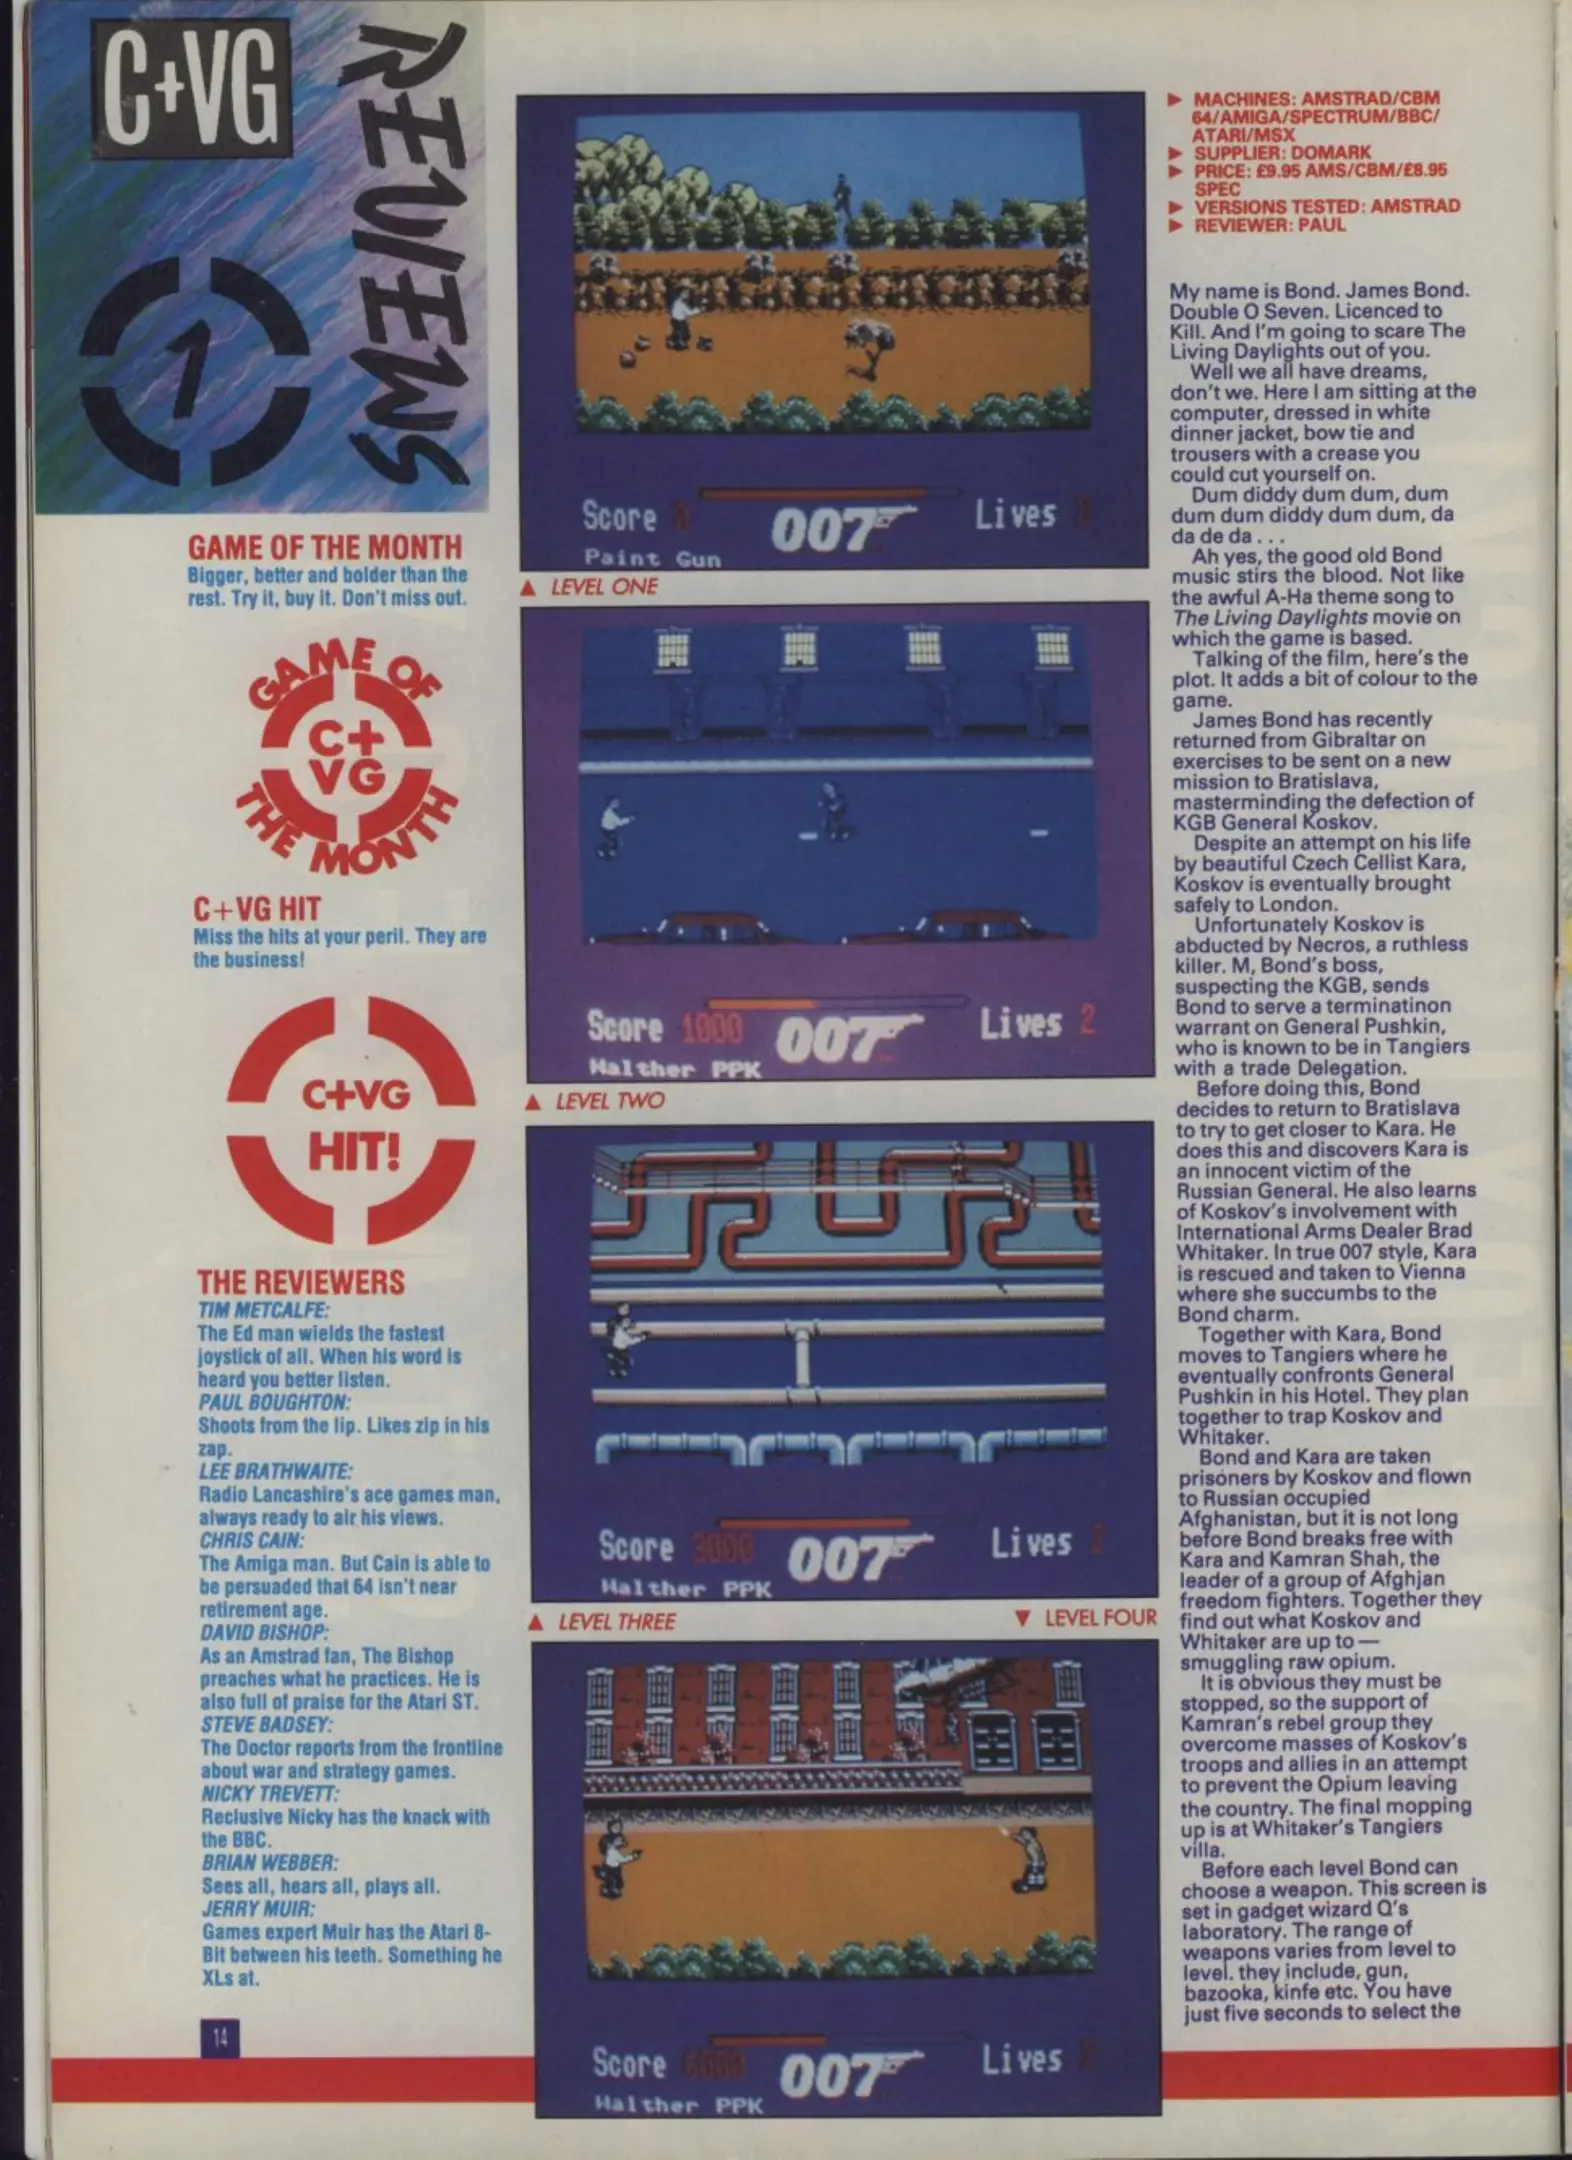 C+VG
REVIEWS
1
GAME OF THE MONTH
Bigger, better and bolder than the
rest. Try it, buy it. Don't miss out.
GAME OF
C+
VG
THE MONTH
C+VG HIT
Miss the hits at your peril. They are
the business!
C+VG
HIT!
THE REVIEWERS
TIM METCALFE:
The Ed man wields the fastest
joystick of all. When his word is
heard you better listen.
PAUL BOUGHTON:
Shoots from the lip. Likes zip in his
zap.
LEE BRATHWAITE:
Radio Lancashire's ace games man,
always ready to air his views.
CHRIS CAIN:
The Amiga man. But Cain is able to
be persuaded that 64 isn't near
retirement age.
DAVID BISHOP:
As an Amstrad fan, The Bishop
preaches what he practices. He is
also full of praise for the Atari ST.
STEVE BADSEY:
The Doctor reports from the frontline
about war and strategy games.
NICKY TREVETT:
Reclusive Nicky has the knack with
the BBC.
BRIAN WEBBER:
Sees all, hears all, plays all.
JERRY MUIR:
Games expert Muir has the Atari 8-
Bit between his teeth. Something he
XLs at.
14
Score
007
Lives
Paint Gun
▲ LEVEL ONE
Score 1000
007
Lives 2
Walther PPK
▲ LEVEL TWO
Score 3000
007
Lives 2
Walther PPK
▲ LEVEL THREE
▼ LEVEL FOUR
Score
007
Lives
Walther PPK
► MACHINES: AMSTRAD/CBM
64/AMIGA/SPECTRUM/BBC/
ATARI/MSX
► SUPPLIER: DOMARK
► PRICE: £9.95 AMS/CBM/£8.95
SPEC
► VERSIONS TESTED: AMSTRAD
► REVIEWER: PAUL
My name is Bond. James Bond.
Double O Seven. Licenced to
Kill. And I'm going to scare The
Living Daylights out of you.
Well we all have dreams,
don't we. Here I am sitting at the
computer, dressed in white
dinner jacket, bow tie and
trousers with a crease you
could cut yourself on.
Dum diddy dum dum, dum
dum dum diddy dum dum, da
da de da . . .
Ah yes, the good old Bond
music stirs the blood. Not like
the awful A-Ha theme song to
The Living Daylights movie on
which the game is based.
Talking of the film, here's the
plot. It adds a bit of colour to the
game.
James Bond has recently
returned from Gibraltar on
exercises to be sent on a new
mission to Bratislava,
masterminding the defection of
KGB General Koskov.
Despite an attempt on his life
by beautiful Czech Cellist Kara,
Koskov is eventually brought
safely to London.
Unfortunately Koskov is
abducted by Necros, a ruthless
killer. M, Bond's boss,
suspecting the KGB, sends
Bond to serve a terminatinon
warrant on General Pushkin,
who is known to be in Tangiers
with a trade Delegation.
Before doing this, Bond
decides to return to Bratislava
to try to get closer to Kara. He
does this and discovers Kara is
an innocent victim of the
Russian General. He also learns
of Koskov's involvement with
International Arms Dealer Brad
Whitaker. In true 007 style, Kara
is rescued and taken to Vienna
where she succumbs to the
Bond charm.
Together with Kara, Bond
moves to Tangiers where he
eventually confronts General
Pushkin in his Hotel. They plan
together to trap Koskov and
Whitaker.
Bond and Kara are taken
prisoners by Koskov and flown
to Russian occupied
Afghanistan, but it is not long
before Bond breaks free with
Kara and Kamran Shah, the
leader of a group of Afghjan
freedom fighters. Together they
find out what Koskov and
Whitaker are up to —
smuggling raw opium.
It is obvious they must be
stopped, so the support of
Kamran's rebel group they
overcome masses of Koskov's
troops and allies in an attempt
to prevent the Opium leaving
the country. The final mopping
up is at Whitaker's Tangiers
villa.
Before each level Bond can
choose a weapon. This screen is
set in gadget wizard Q's
laboratory. The range of
weapons varies from level to
level. they include, gun,
bazooka, kinfe etc. You have
just five seconds to select the